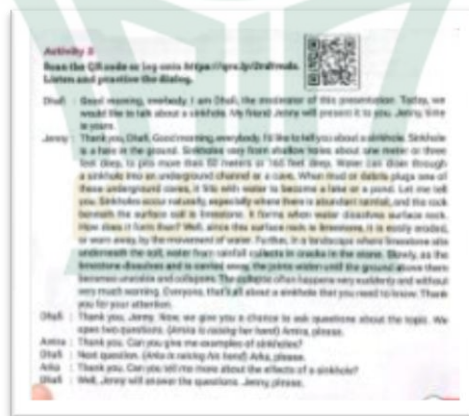 Activity 8
Scan the QR code or log onto https://qrs.ly/
Listen and practice the dialog.
Dhafi : Good morning, everybody. I am Dhafi, the moderator of this presentation. Today, we
would like to talk about a sinkhole. My friend Jenny will present it to you. Jenny, time
is yours.
Jenny : Thank you, Dhafi. Good morning, everybody. I'd like to tell you about a sinkhole. Sinkhole
is a hole in the ground. Sinkholes vary from shallow holes about one meter or three
feet deep, to pits more than 50 meters or 165 feet deep. Water can drain through
a sinkhole into an underground channel or a cave. When mud or debris plugs one of
these underground caves, it fills with water to become a lake or a pond. Let me tell
you. Sinkholes occur naturally, especially where there is abundant rainfall, and the rock
beneath the surface soil is limestone. It forms when water dissolves surface rock.
How does it form then? Well, since this surface rock is limestone, it is easily eroded,
or worn away, by the movement of water. Further, in a landscape where limestone sits
underneath the soil, water from rainfall collects in cracks in the stone. Slowly, as the
limestone dissolves and is carried away, the joints widen until the ground above them
becomes unstable and collapses. The collapse often happens very suddenly and without
very much warning. Everyone, that's all about a sinkhole that you need to know. Thank
you for your attention.
Dhafi : Thank you, Jenny. Now, we give you a chance to ask questions about the topic. We
open two questions. (Annisa is raising her hand) Annisa, please.
Annisa : Thank you. Can you give me examples of sinkholes?
Dhafi : Next question. (Arka is raising his hand) Arka, please.
Arka : Thank you. Can you tell me more about the effects of a sinkhole?
Dhafi : Well, Jenny will answer the questions. Jenny, please.